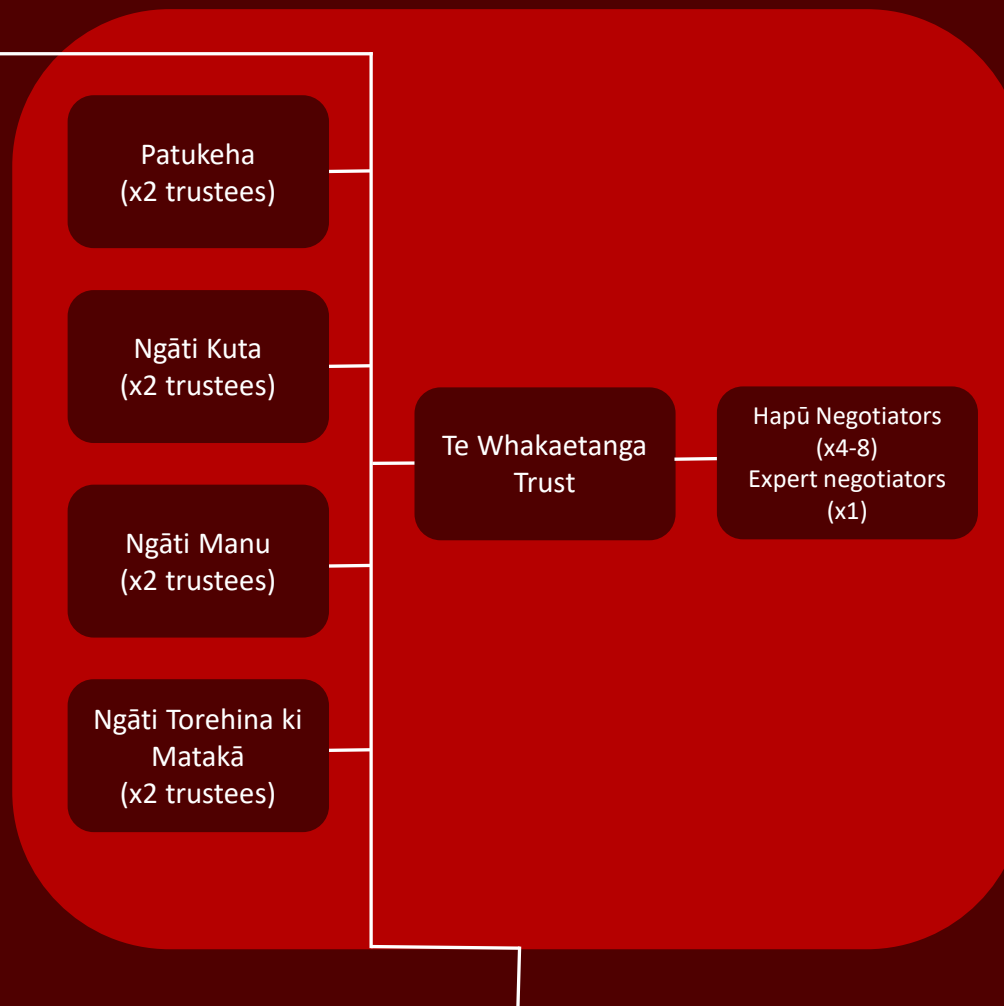 Patukeha
(x2 trustees)
Ngāti Kuta
(x2 trustees)
Ngāti Manu
(x2 trustees)
Ngāti Torehina ki
Matakā
(x2 trustees)
Te Whakaetanga
Trust
Hapū Negotiators
(x4-8)
Expert negotiators
(x1)